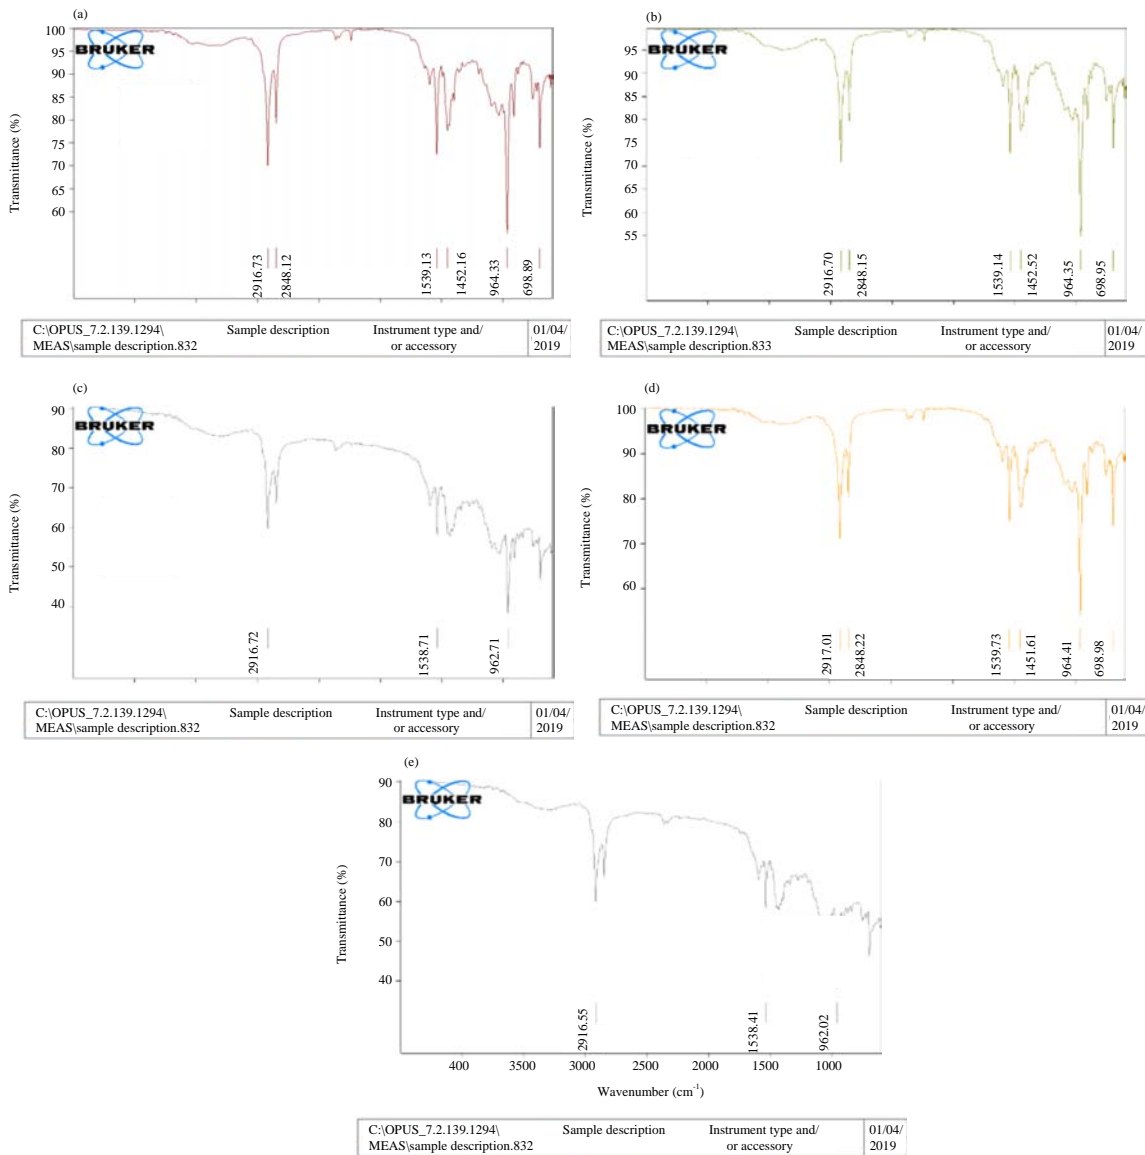 (a)
BRUKER
100
95
90
85
80
75
70
65
60
Transmittance (%)
2916.73
2848.12
1539.13
1452.16
964.33
698.89
C:\OPUS_7.2.139.1294\ Sample description Instrument type and/ 01/04/
MEAS\sample description.832 or accessory 2019
(b)
BRUKER
95
90
85
80
75
70
65
60
55
Transmittance (%)
2916.70
2848.15
1539.14
1452.52
964.35
698.95
C:\OPUS_7.2.139.1294\ Sample description Instrument type and/ 01/04/
MEAS\sample description.833 or accessory 2019
(c)
BRUKER
90
80
70
60
50
40
Transmittance (%)
2916.72
1538.71
962.71
C:\OPUS_7.2.139.1294\ Sample description Instrument type and/ 01/04/
MEAS\sample description.832 or accessory 2019
(d)
BRUKER
100
90
80
70
60
Transmittance (%)
2917.01
2848.22
1539.73
1451.61
964.41
698.98
C:\OPUS_7.2.139.1294\ Sample description Instrument type and/ 01/04/
MEAS\sample description.832 or accessory 2019
(e)
BRUKER
90
80
70
60
50
40
Transmittance (%)
2916.55
1538.41
962.02
400 3500 3000 2500 2000 1500 1000
Wavenumber (cm⁻¹)
C:\OPUS_7.2.139.1294\ Sample description Instrument type and/ 01/04/
MEAS\sample description.832 or accessory 2019